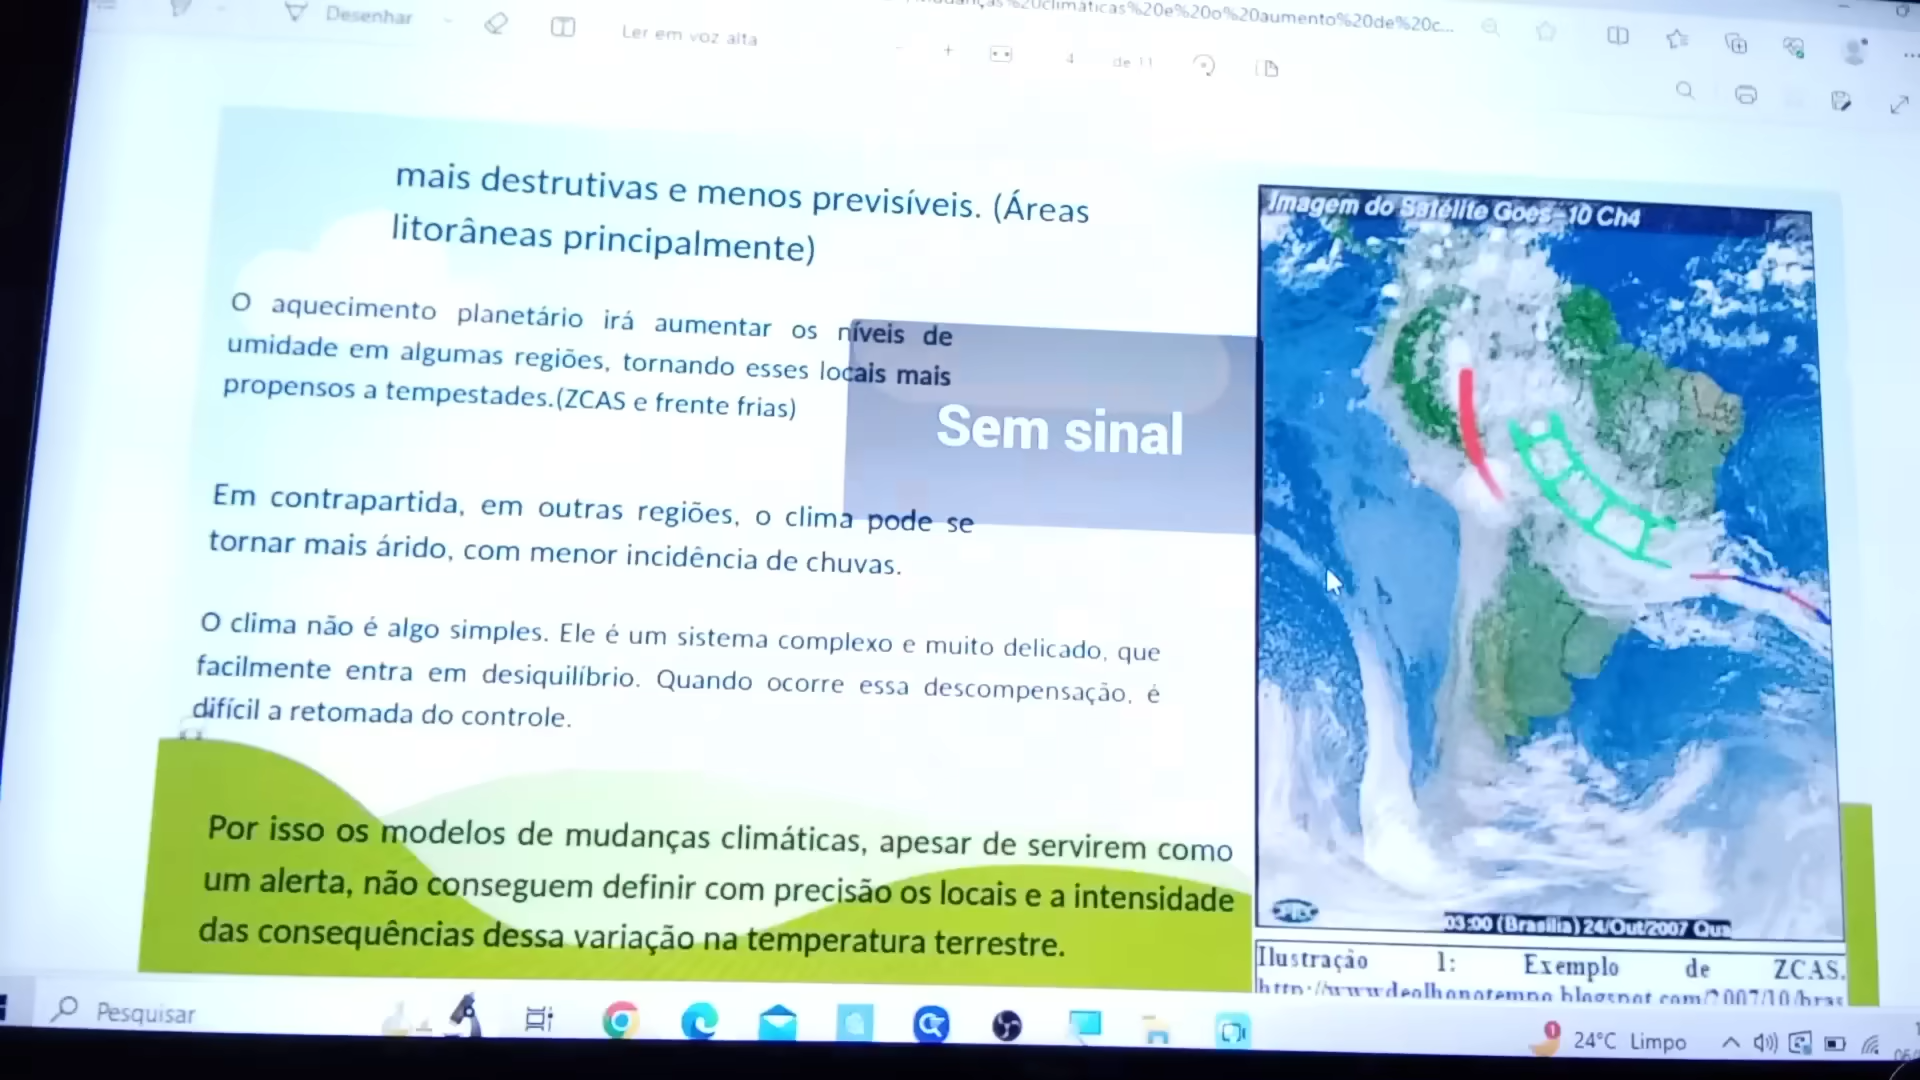 Desenhar
Ler em voz alta
4 de 11
mais destrutivas e menos previsíveis. (Áreas
litorâneas principalmente)
O aquecimento planetário irá aumentar os níveis de
umidade em algumas regiões, tornando esses locais mais
propensos a tempestades.(ZCAS e frente frias)
Sem sinal
Em contrapartida, em outras regiões, o clima pode se
tornar mais árido, com menor incidência de chuvas.
O clima não é algo simples. Ele é um sistema complexo e muito delicado, que
facilmente entra em desiquilíbrio. Quando ocorre essa descompensação, é
difícil a retomada do controle.
Por isso os modelos de mudanças climáticas, apesar de servirem como
um alerta, não conseguem definir com precisão os locais e a intensidade
das consequências dessa variação na temperatura terrestre.
Imagem do Satélite Goes-10 Ch4
03:00 (Brasília) 24/Out/2007 Qua
Ilustração 1: Exemplo de ZCAS.
Pesquisar
1
24°C Limpo